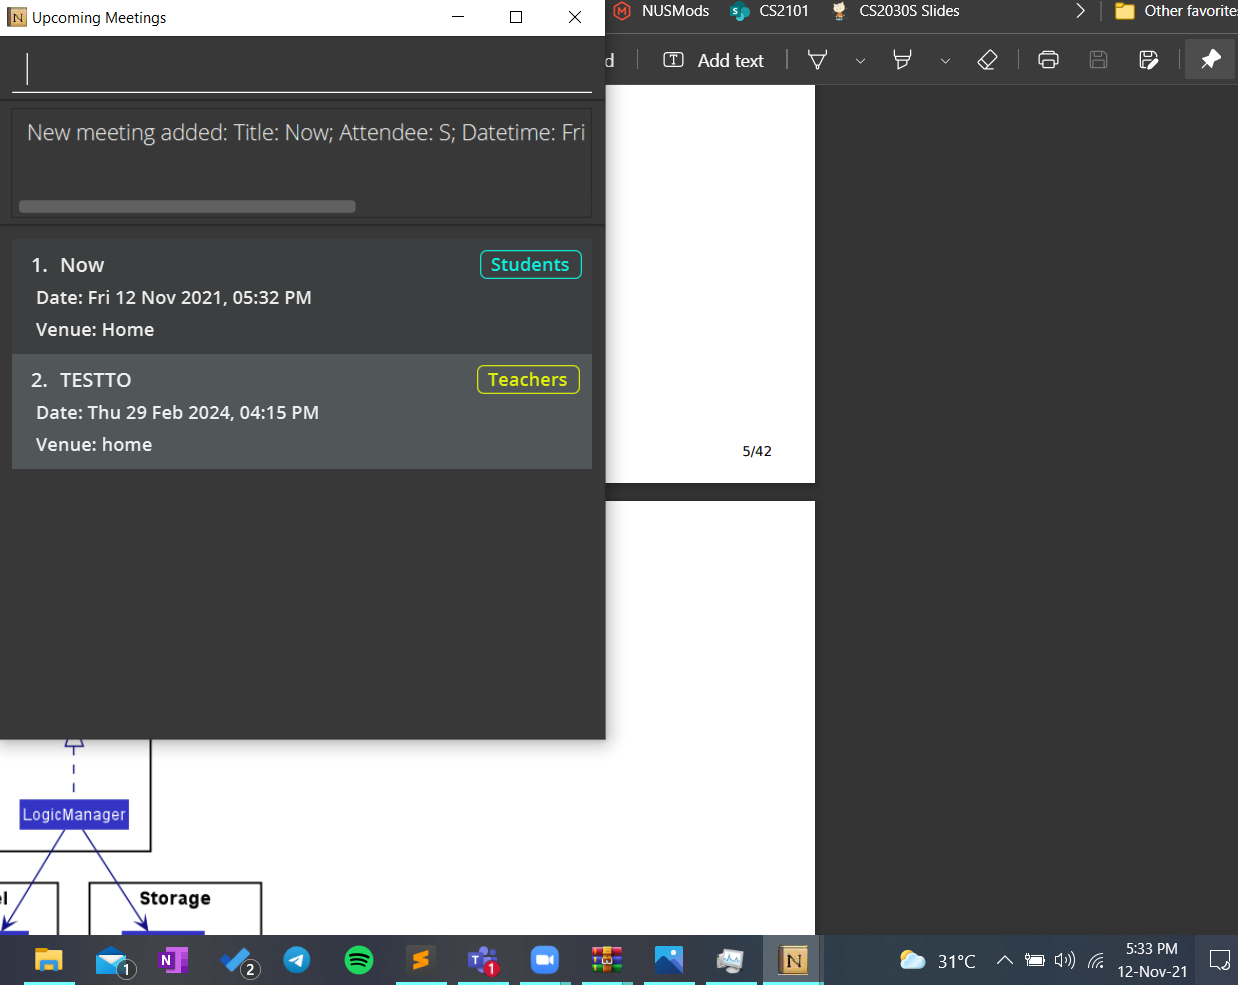 N Upcoming Meetings
NUSMods CS2101 CS2030S Slides Other favorite
d Add text
New meeting added: Title: Now; Attendee: S; Datetime: Fri
1. Now Students
Date: Fri 12 Nov 2021, 05:32 PM
Venue: Home
2. TESTTO Teachers
Date: Thu 29 Feb 2024, 04:15 PM
Venue: home
5/42
LogicManager
el Storage
1 N 2 S T 1 N 31°C 5:33 PM
12-Nov-21